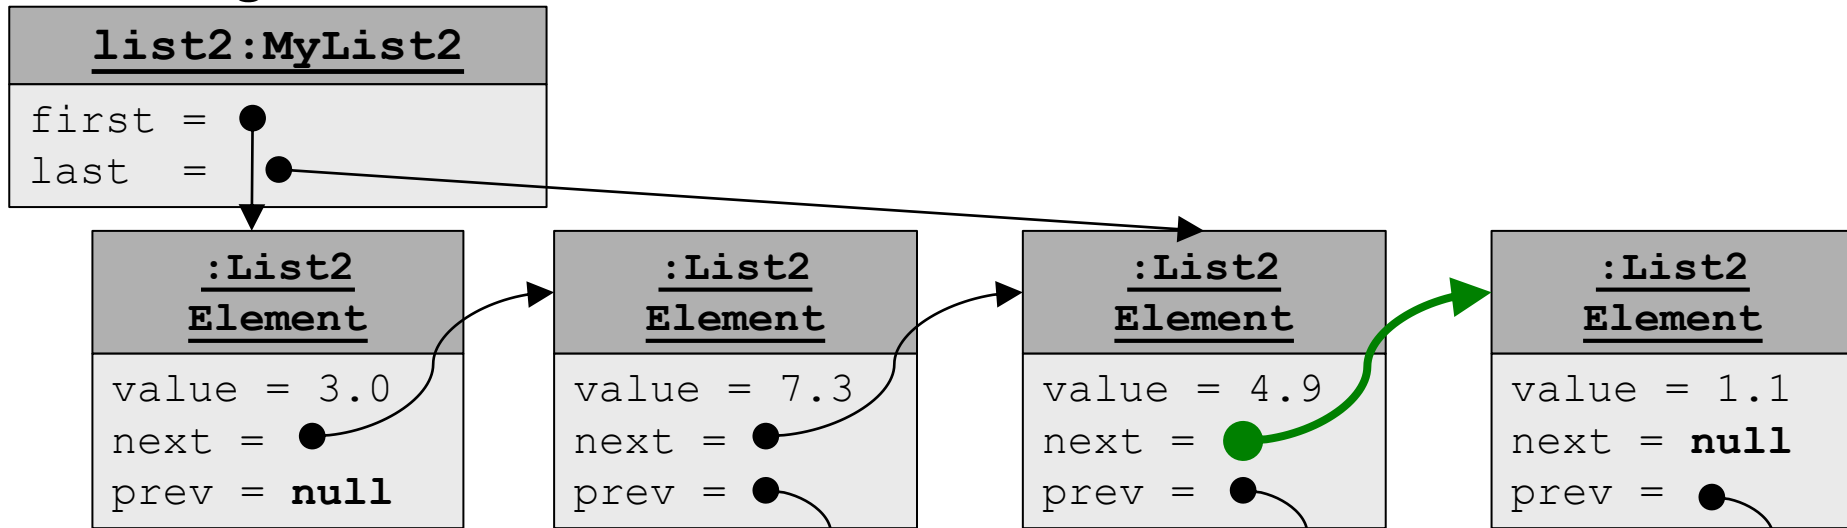 list2:MyList2
first =
last =
:List2
Element
value = 3.0
next =
prev = null
:List2
Element
value = 7.3
next =
prev =
:List2
Element
value = 4.9
next =
prev =
:List2
Element
value = 1.1
next = null
prev =